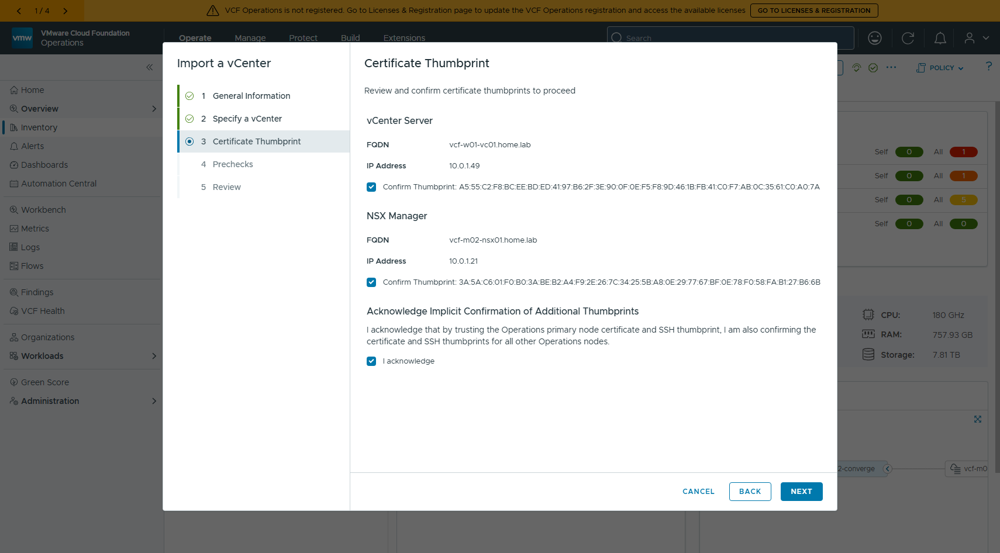 1 / 4
VCF Operations is not registered. Go to Licenses & Registration page to update the VCF Operations registration and access the available licenses
GO TO LICENSES & REGISTRATION
vmw
VMware Cloud Foundation
Operations
Operate
Manage
Protect
Build
Extensions
Search
Home
Overview
Inventory
Alerts
Dashboards
Automation Central
Workbench
Metrics
Logs
Flows
Findings
VCF Health
Organizations
Workloads
Green Score
Administration
Import a vCenter
1 General Information
2 Specify a vCenter
3 Certificate Thumbprint
4 Prechecks
5 Review
Certificate Thumbprint
Review and confirm certificate thumbprints to proceed
vCenter Server
FQDN vcf-w01-vc01.home.lab
IP Address 10.0.1.49
Confirm Thumbprint: A5:55:C2:F8:BC:EE:BD:ED:41:97:B6:2F:3E:90:0F:0E:F5:F8:9D:46:1B:FB:41:C0:F7:AB:0C:35:61:C0:A0:7A
NSX Manager
FQDN vcf-m02-nsx01.home.lab
IP Address 10.0.1.21
Confirm Thumbprint: 3A:5A:C6:01:F0:B0:3A:BE:B2:A4:F9:2E:26:7C:34:25:5B:A8:0E:29:77:67:BF:0E:78:F0:58:FA:B1:27:B6:6B
Acknowledge Implicit Confirmation of Additional Thumbprints
I acknowledge that by trusting the Operations primary node certificate and SSH thumbprint, I am also confirming the
certificate and SSH thumbprints for all other Operations nodes.
I acknowledge
CANCEL
BACK
NEXT
POLICY
?
Self 0 All 1
Self 0 All 1
Self 0 All 5
Self 0 All 0
CPU: 180 GHz
RAM: 757.93 GB
Storage: 7.81 TB
2-converge
vcf-m0